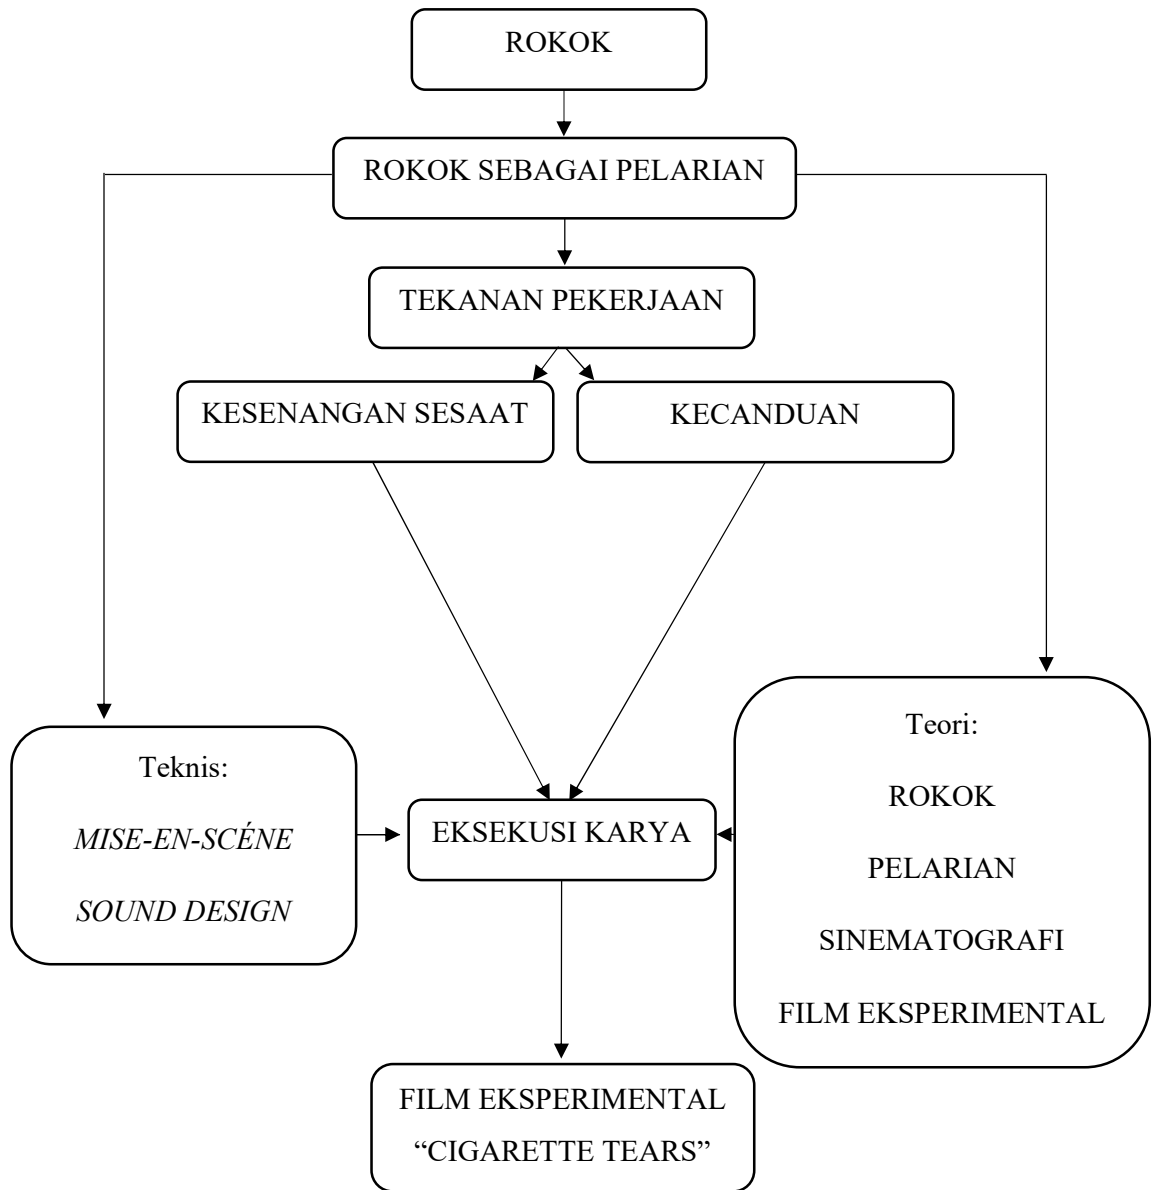 ROKOK
ROKOK SEBAGAI PELARIAN
TEKANAN PEKERJAAN
KESENANGAN SESAAT
KECANDUAN
Teknis:
MISE-EN-SCÉNE
SOUND DESIGN
EKSEKUSI KARYA
Teori:
ROKOK
PELARIAN
SINEMATOGRAFI
FILM EKSPERIMENTAL
FILM EKSPERIMENTAL
“CIGARETTE TEARS”